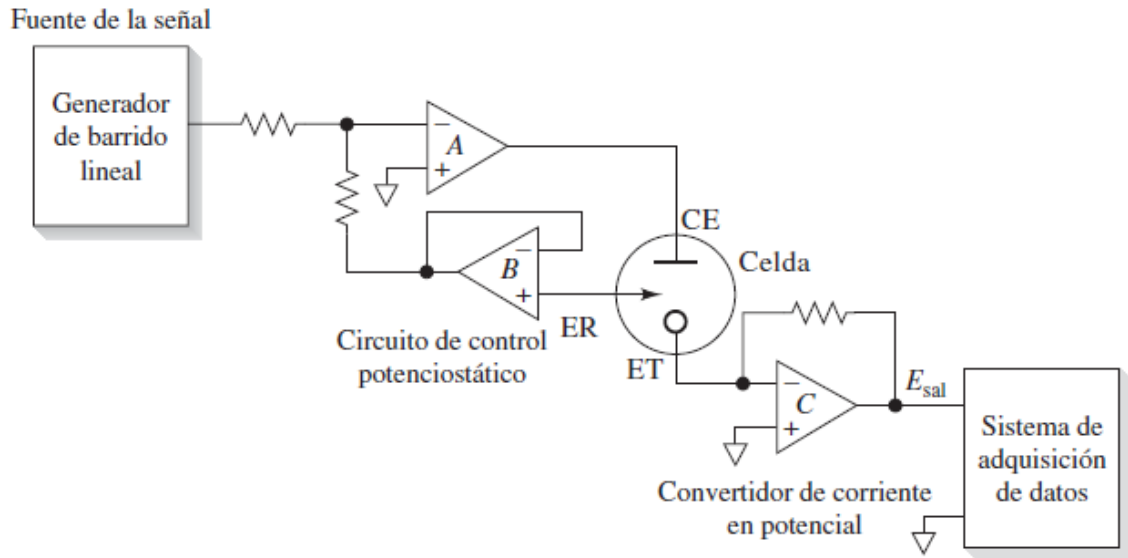 Fuente de la señal
Generador
de barrido
lineal
−
A
+
CE
−
B
+
Celda
ER
Circuito de control
potenciostático
ET
−
C
+
E_sal
Sistema de
adquisición
de datos
Convertidor de corriente
en potencial